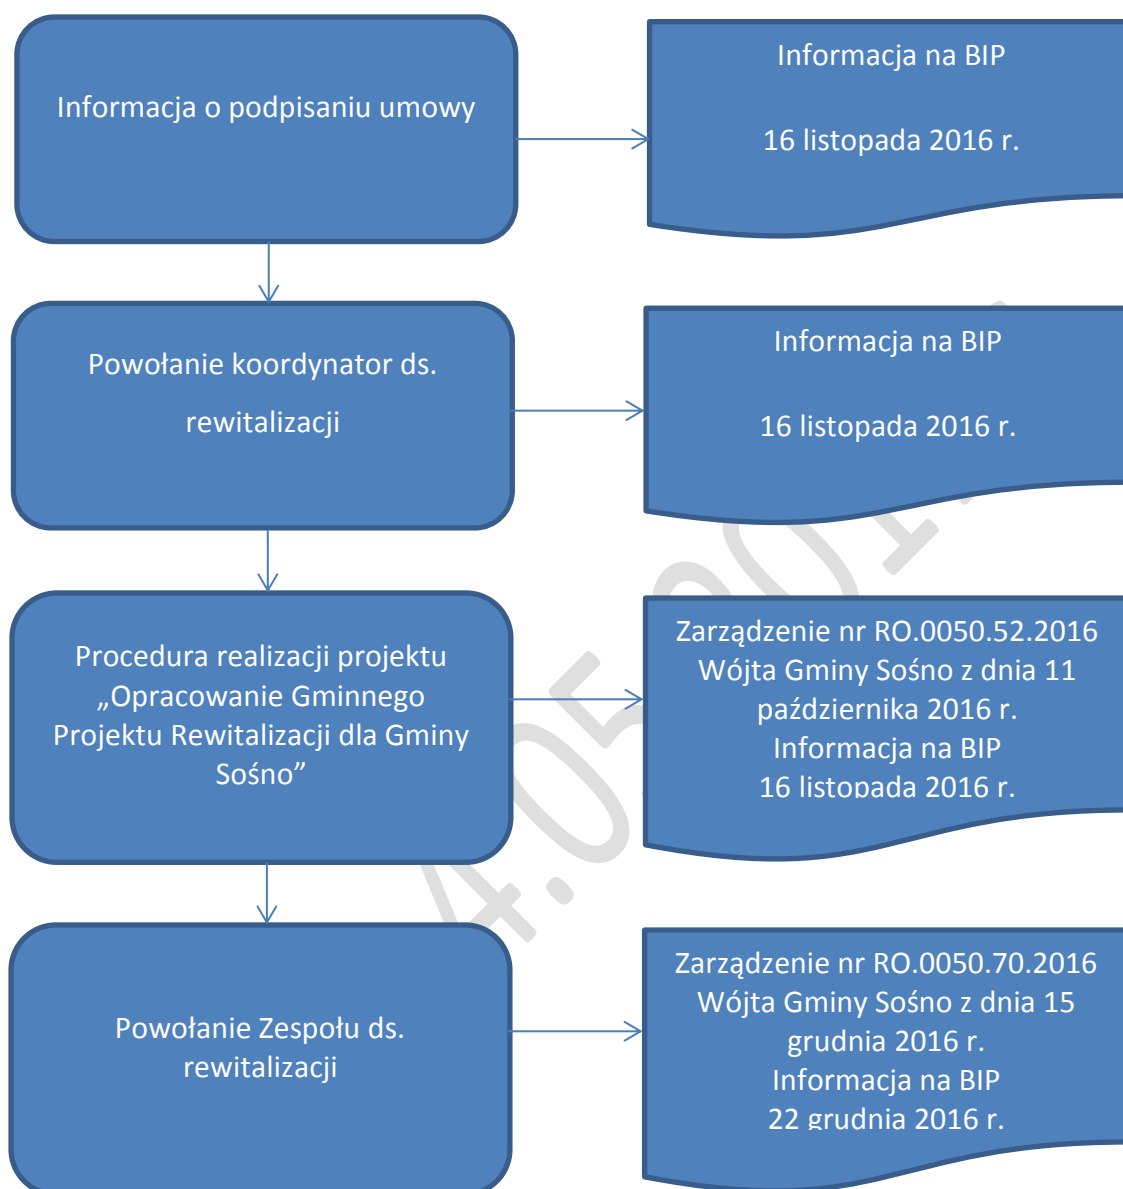 Informacja o podpisaniu umowy
Informacja na BIP
16 listopada 2016 r.
Powołanie koordynator ds.
rewitalizacji
Informacja na BIP
16 listopada 2016 r.
Procedura realizacji projektu
„Opracowanie Gminnego
Projektu Rewitalizacji dla Gminy
Sośno”
Zarządzenie nr RO.0050.52.2016
Wójta Gminy Sośno z dnia 11
października 2016 r.
Informacja na BIP
16 listopada 2016 r.
Powołanie Zespołu ds.
rewitalizacji
Zarządzenie nr RO.0050.70.2016
Wójta Gminy Sośno z dnia 15
grudnia 2016 r.
Informacja na BIP
22 grudnia 2016 r.